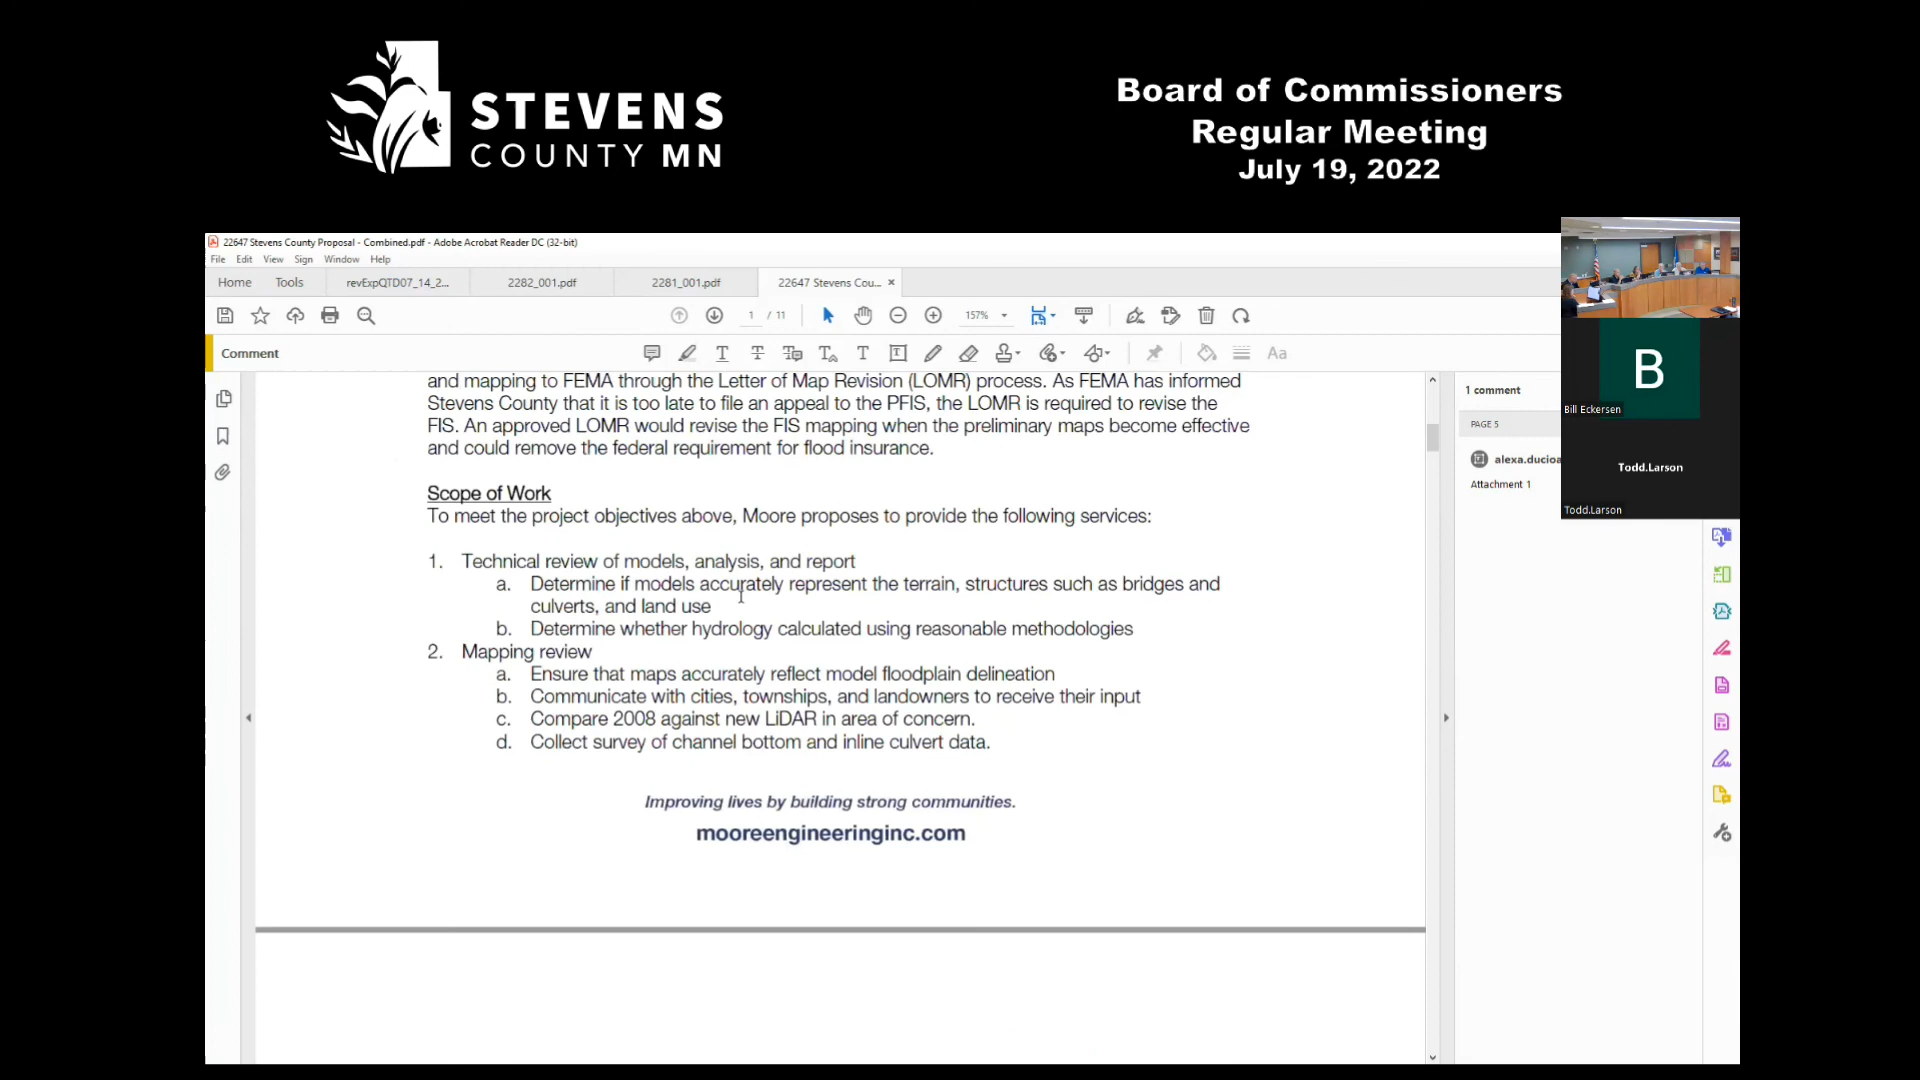 STEVENS
COUNTY MN
Board of Commissioners
Regular Meeting
July 19, 2022
22647 Stevens County Proposal - Combined.pdf - Adobe Acrobat Reader DC (32-bit)
File Edit View Sign Window Help
Home Tools revExpQTD07_14_2... 2282_001.pdf 2281_001.pdf 22647 Stevens Cou... ×
1 / 11 157%
Comment
Aa
and mapping to FEMA through the Letter of Map Revision (LOMR) process. As FEMA has informed
Stevens County that it is too late to file an appeal to the PFIS, the LOMR is required to revise the
FIS. An approved LOMR would revise the FIS mapping when the preliminary maps become effective
and could remove the federal requirement for flood insurance.
Scope of Work
To meet the project objectives above, Moore proposes to provide the following services:
1. Technical review of models, analysis, and report
a. Determine if models accurately represent the terrain, structures such as bridges and
culverts, and land use
b. Determine whether hydrology calculated using reasonable methodologies
2. Mapping review
a. Ensure that maps accurately reflect model floodplain delineation
b. Communicate with cities, townships, and landowners to receive their input
c. Compare 2008 against new LiDAR in area of concern.
d. Collect survey of channel bottom and inline culvert data.
Improving lives by building strong communities.
mooreengineeringinc.com
1 comment
PAGE 5
alexa.ducioa
Attachment 1
B
Bill Eckersen
Todd.Larson
Todd.Larson